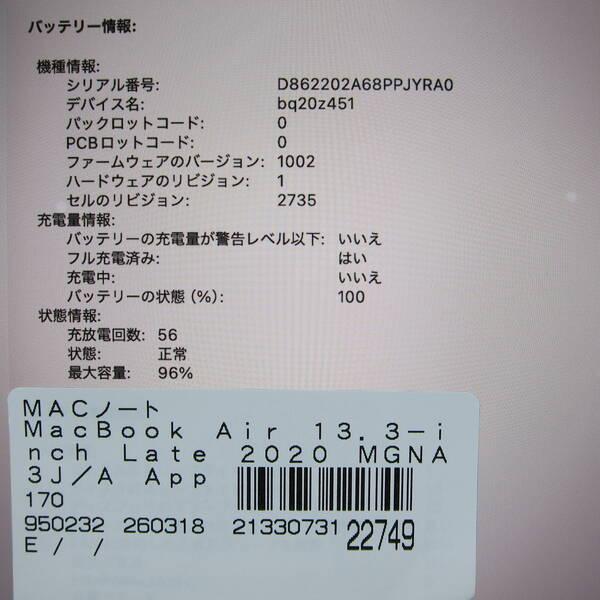 バッテリー情報:
機種情報:
シリアル番号: D862202A68PPJYRA0
デバイス名: bq20z451
パックロットコード: 0
PCBロットコード: 0
ファームウェアのバージョン: 1002
ハードウェアのリビジョン: 1
セルのリビジョン: 2735
充電量情報:
バッテリーの充電量が警告レベル以下: いいえ
フル充電済み: はい
充電中: いいえ
バッテリーの状態 (%): 100
状態情報:
充放電回数: 56
状態: 正常
最大容量: 96%
MACノート
MacBook Air 13.3-i
nch Late 2020 MGNA
3J/A App
170
950232 260318 21330731 22749
E / /